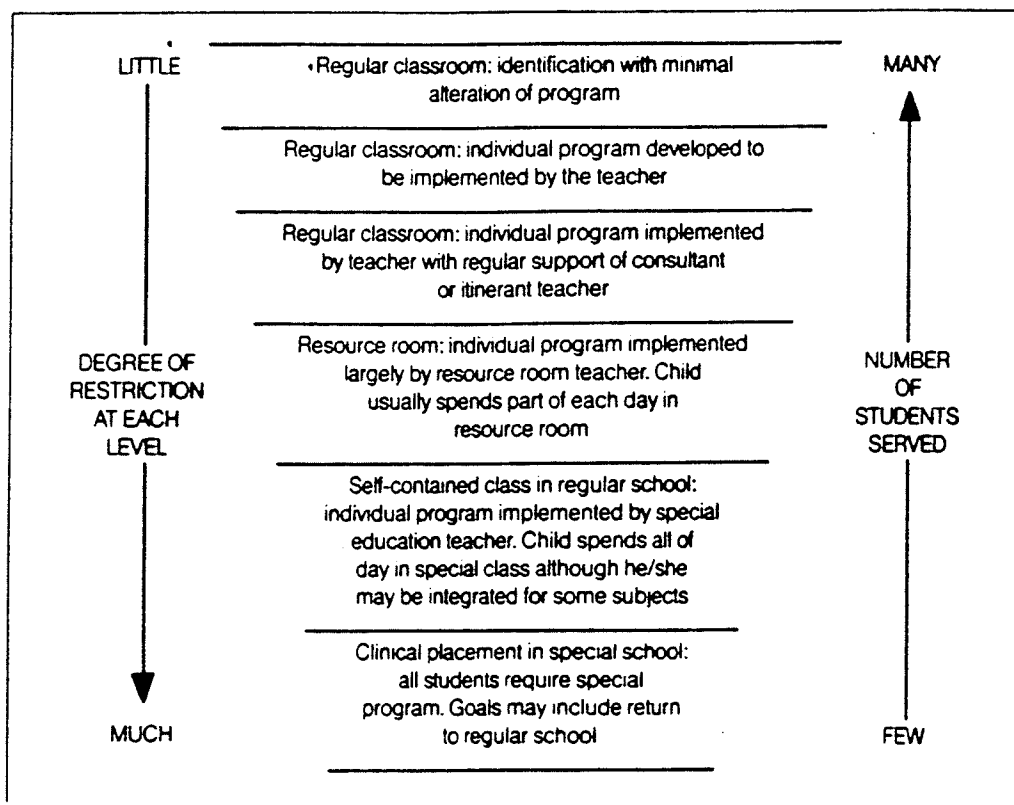 LITTLE
Regular classroom: identification with minimal
alteration of program
MANY
Regular classroom: individual program developed to
be implemented by the teacher
Regular classroom: individual program implemented
by teacher with regular support of consultant
or itinerant teacher
DEGREE OF
RESTRICTION
AT EACH
LEVEL
Resource room: individual program implemented
largely by resource room teacher. Child
usually spends part of each day in
resource room
NUMBER
OF
STUDENTS
SERVED
Self-contained class in regular school:
individual program implemented by special
education teacher. Child spends all of
day in special class although he/she
may be integrated for some subjects
Clinical placement in special school:
all students require special
program. Goals may include return
to regular school
MUCH
FEW